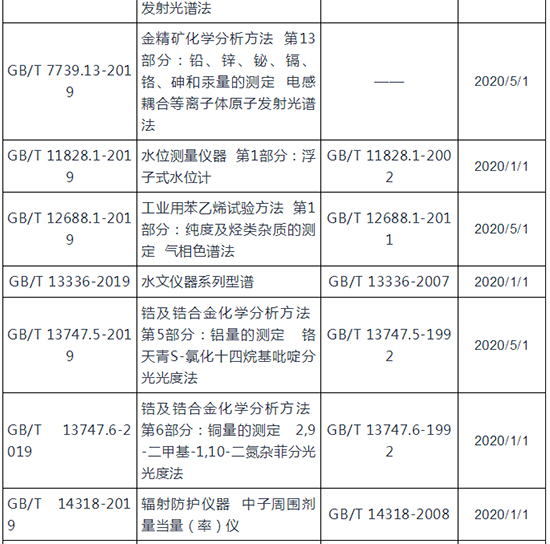 发射光谱法
GB/T 7739.13-201
9
金精矿化学分析方法 第13
部分：铅、锌、铋、镉、
铬、砷和汞量的测定 电感
耦合等离子体原子发射光谱
法
——
2020/5/1
GB/T 11828.1-201
9
水位测量仪器 第1部分：浮
子式水位计
GB/T 11828.1-200
2
2020/1/1
GB/T 12688.1-201
9
工业用苯乙烯试验方法 第1
部分：纯度及烃类杂质的测
定 气相色谱法
GB/T 12688.1-201
1
2020/5/1
GB/T 13336-2019
水文仪器系列型谱
GB/T 13336-2007
2020/1/1
GB/T 13747.5-201
9
锆及锆合金化学分析方法
第5部分：铝量的测定 铬
天青S-氯化十四烷基吡啶分
光光度法
GB/T 13747.5-199
2
2020/5/1
GB/T 13747.6-2
019
锆及锆合金化学分析方法
第6部分：铜量的测定 2,9
-二甲基-1,10-二氮杂菲分光
光度法
GB/T 13747.6-199
2
2020/1/1
GB/T 14318-201
9
辐射防护仪器 中子周围剂
量当量（率）仪
GB/T 14318-2008
2020/1/1